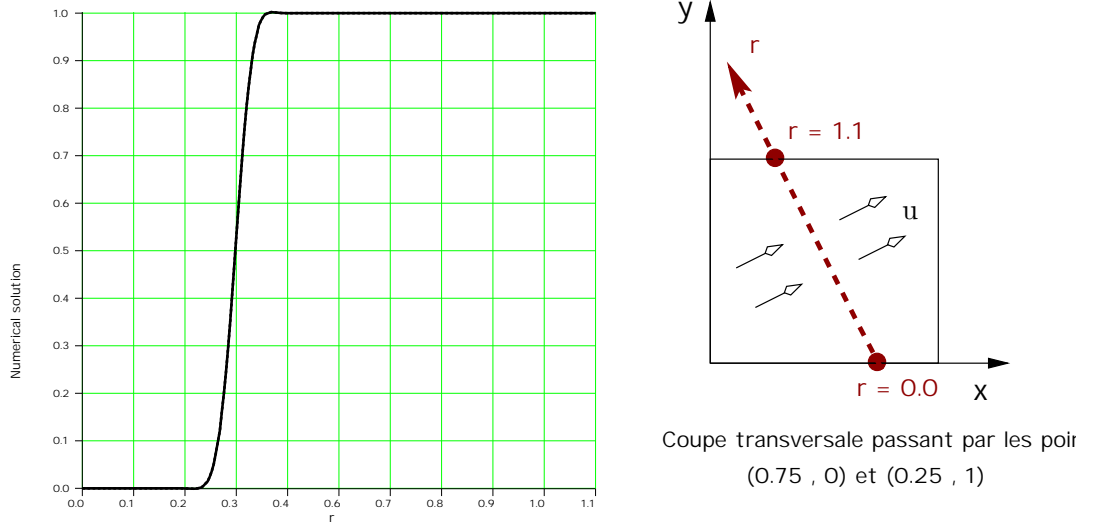 1.0
0.9
0.8
0.7
0.6
0.5
0.4
0.3
0.2
0.1
0.0
0.0 0.1 0.2 0.3 0.4 0.5 0.6 0.7 0.8 0.9 1.0 1.1
r
Numerical solution
y
r
r = 1.1
u
r = 0.0
x
Coupe transversale passant par les
(0.75 , 0) et (0.25 , 1)